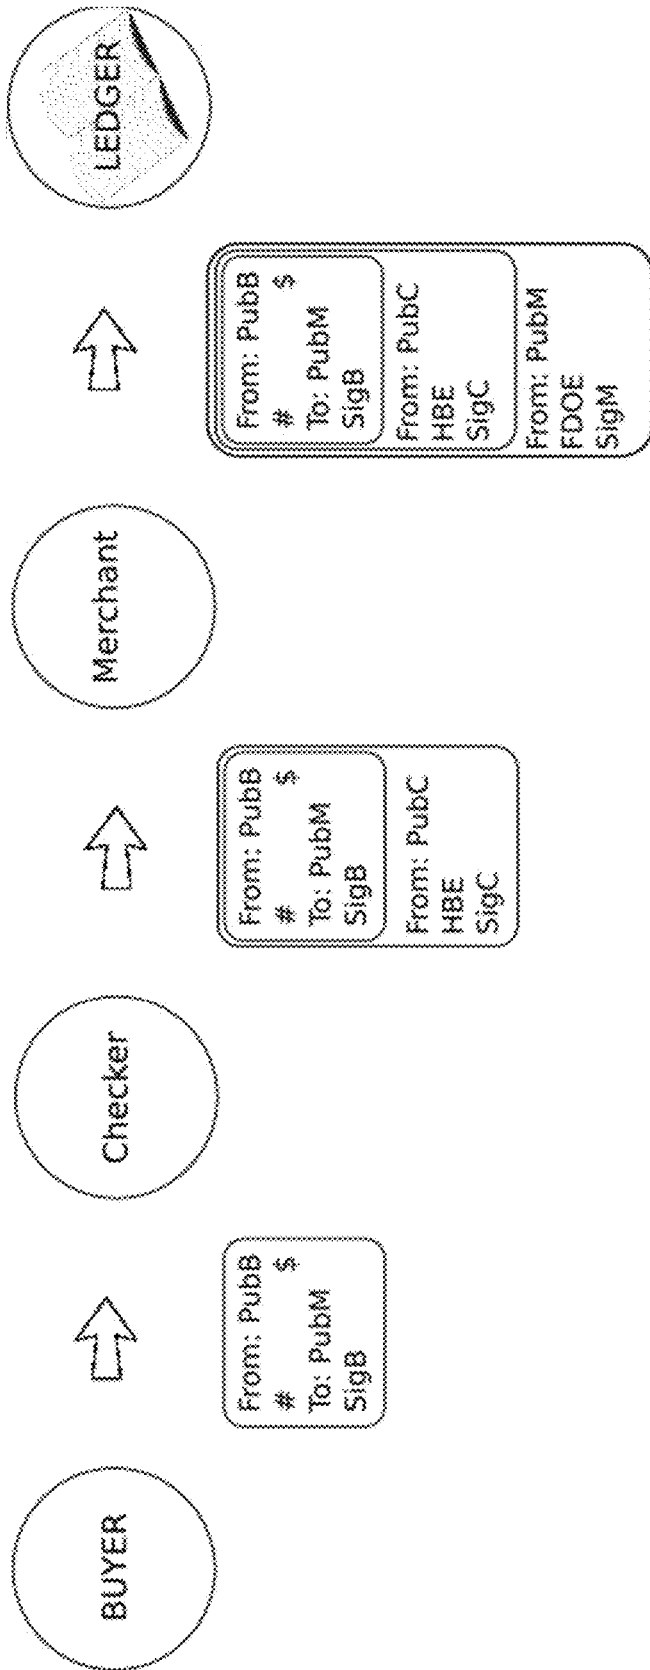 BUYER
From: PubB
# $
To: PubM
SigB
Checker
From: PubB
# $
To: PubM
SigB
From: PubC
HBE
SigC
Merchant
From: PubB
# $
To: PubM
SigB
From: PubC
HBE
SigC
From: PubM
FDOE
SigM
LEDGER